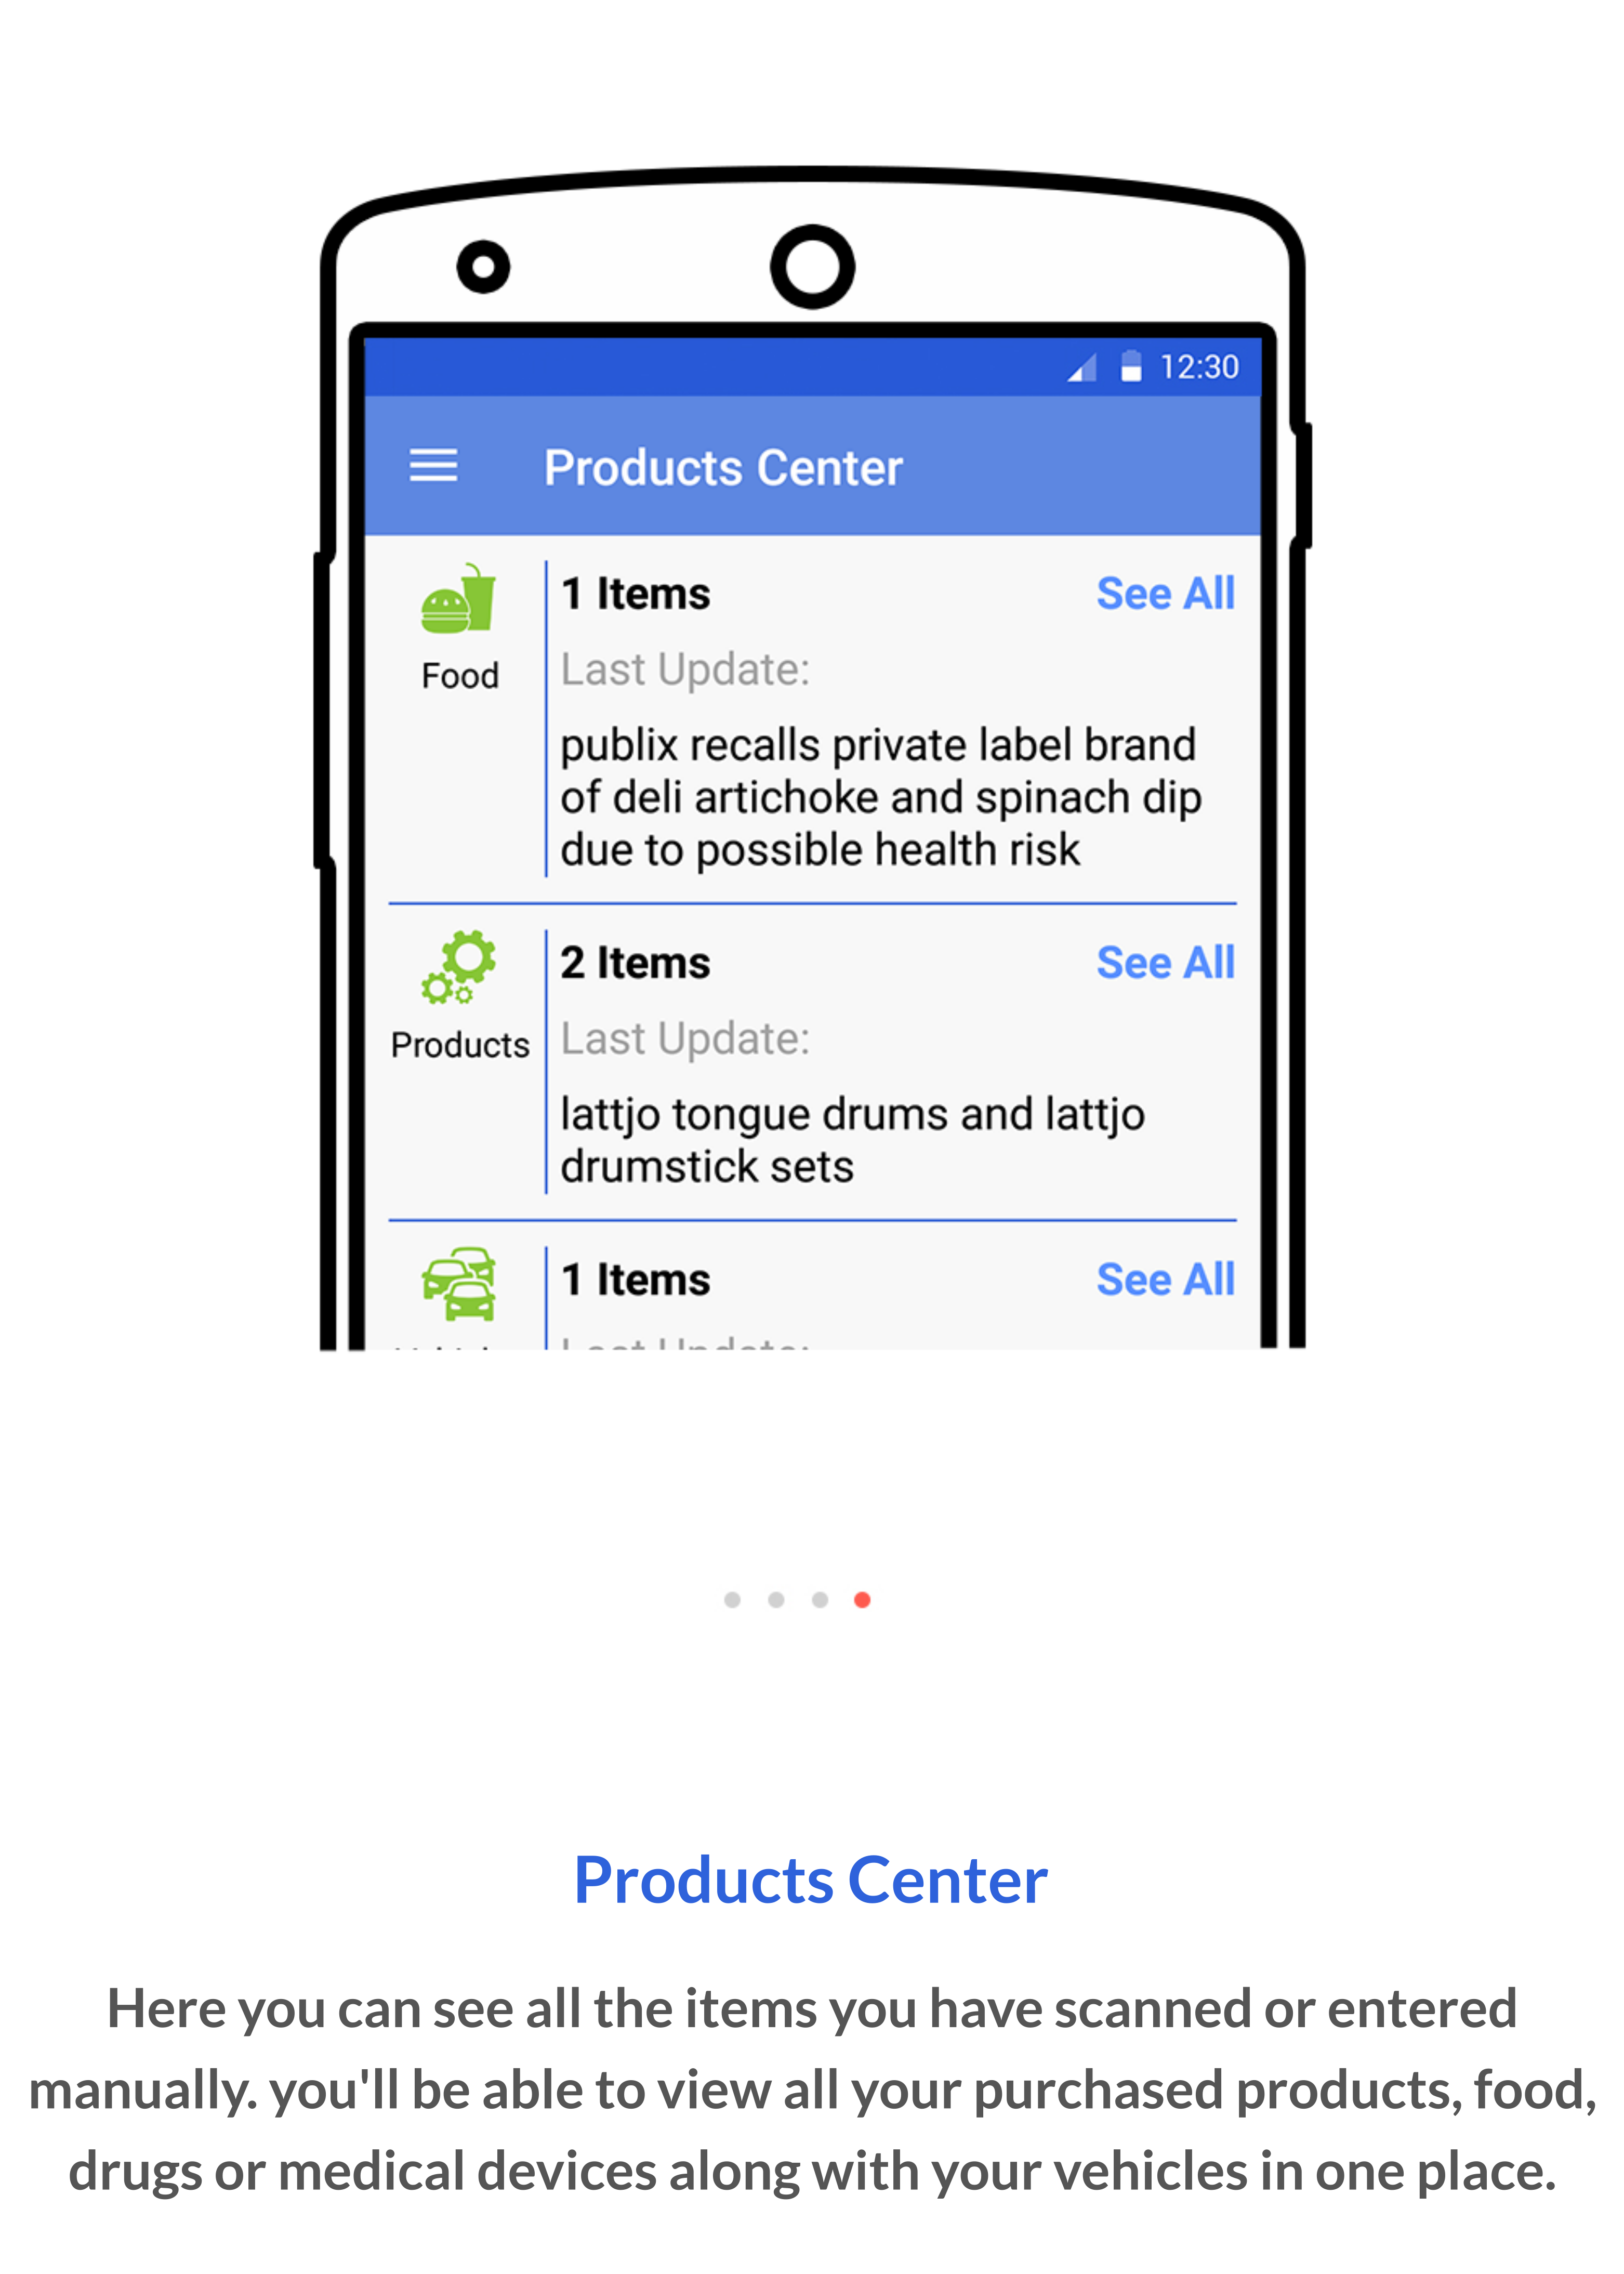 12:30
Products Center
1 Items
See All
Food
Last Update:
publix recalls private label brand
of deli artichoke and spinach dip
due to possible health risk
2 Items
See All
Products
Last Update:
lattjo tongue drums and lattjo
drumstick sets
1 Items
See All
Last Update:
Products Center
Here you can see all the items you have scanned or entered
manually. you'll be able to view all your purchased products, food,
drugs or medical devices along with your vehicles in one place.